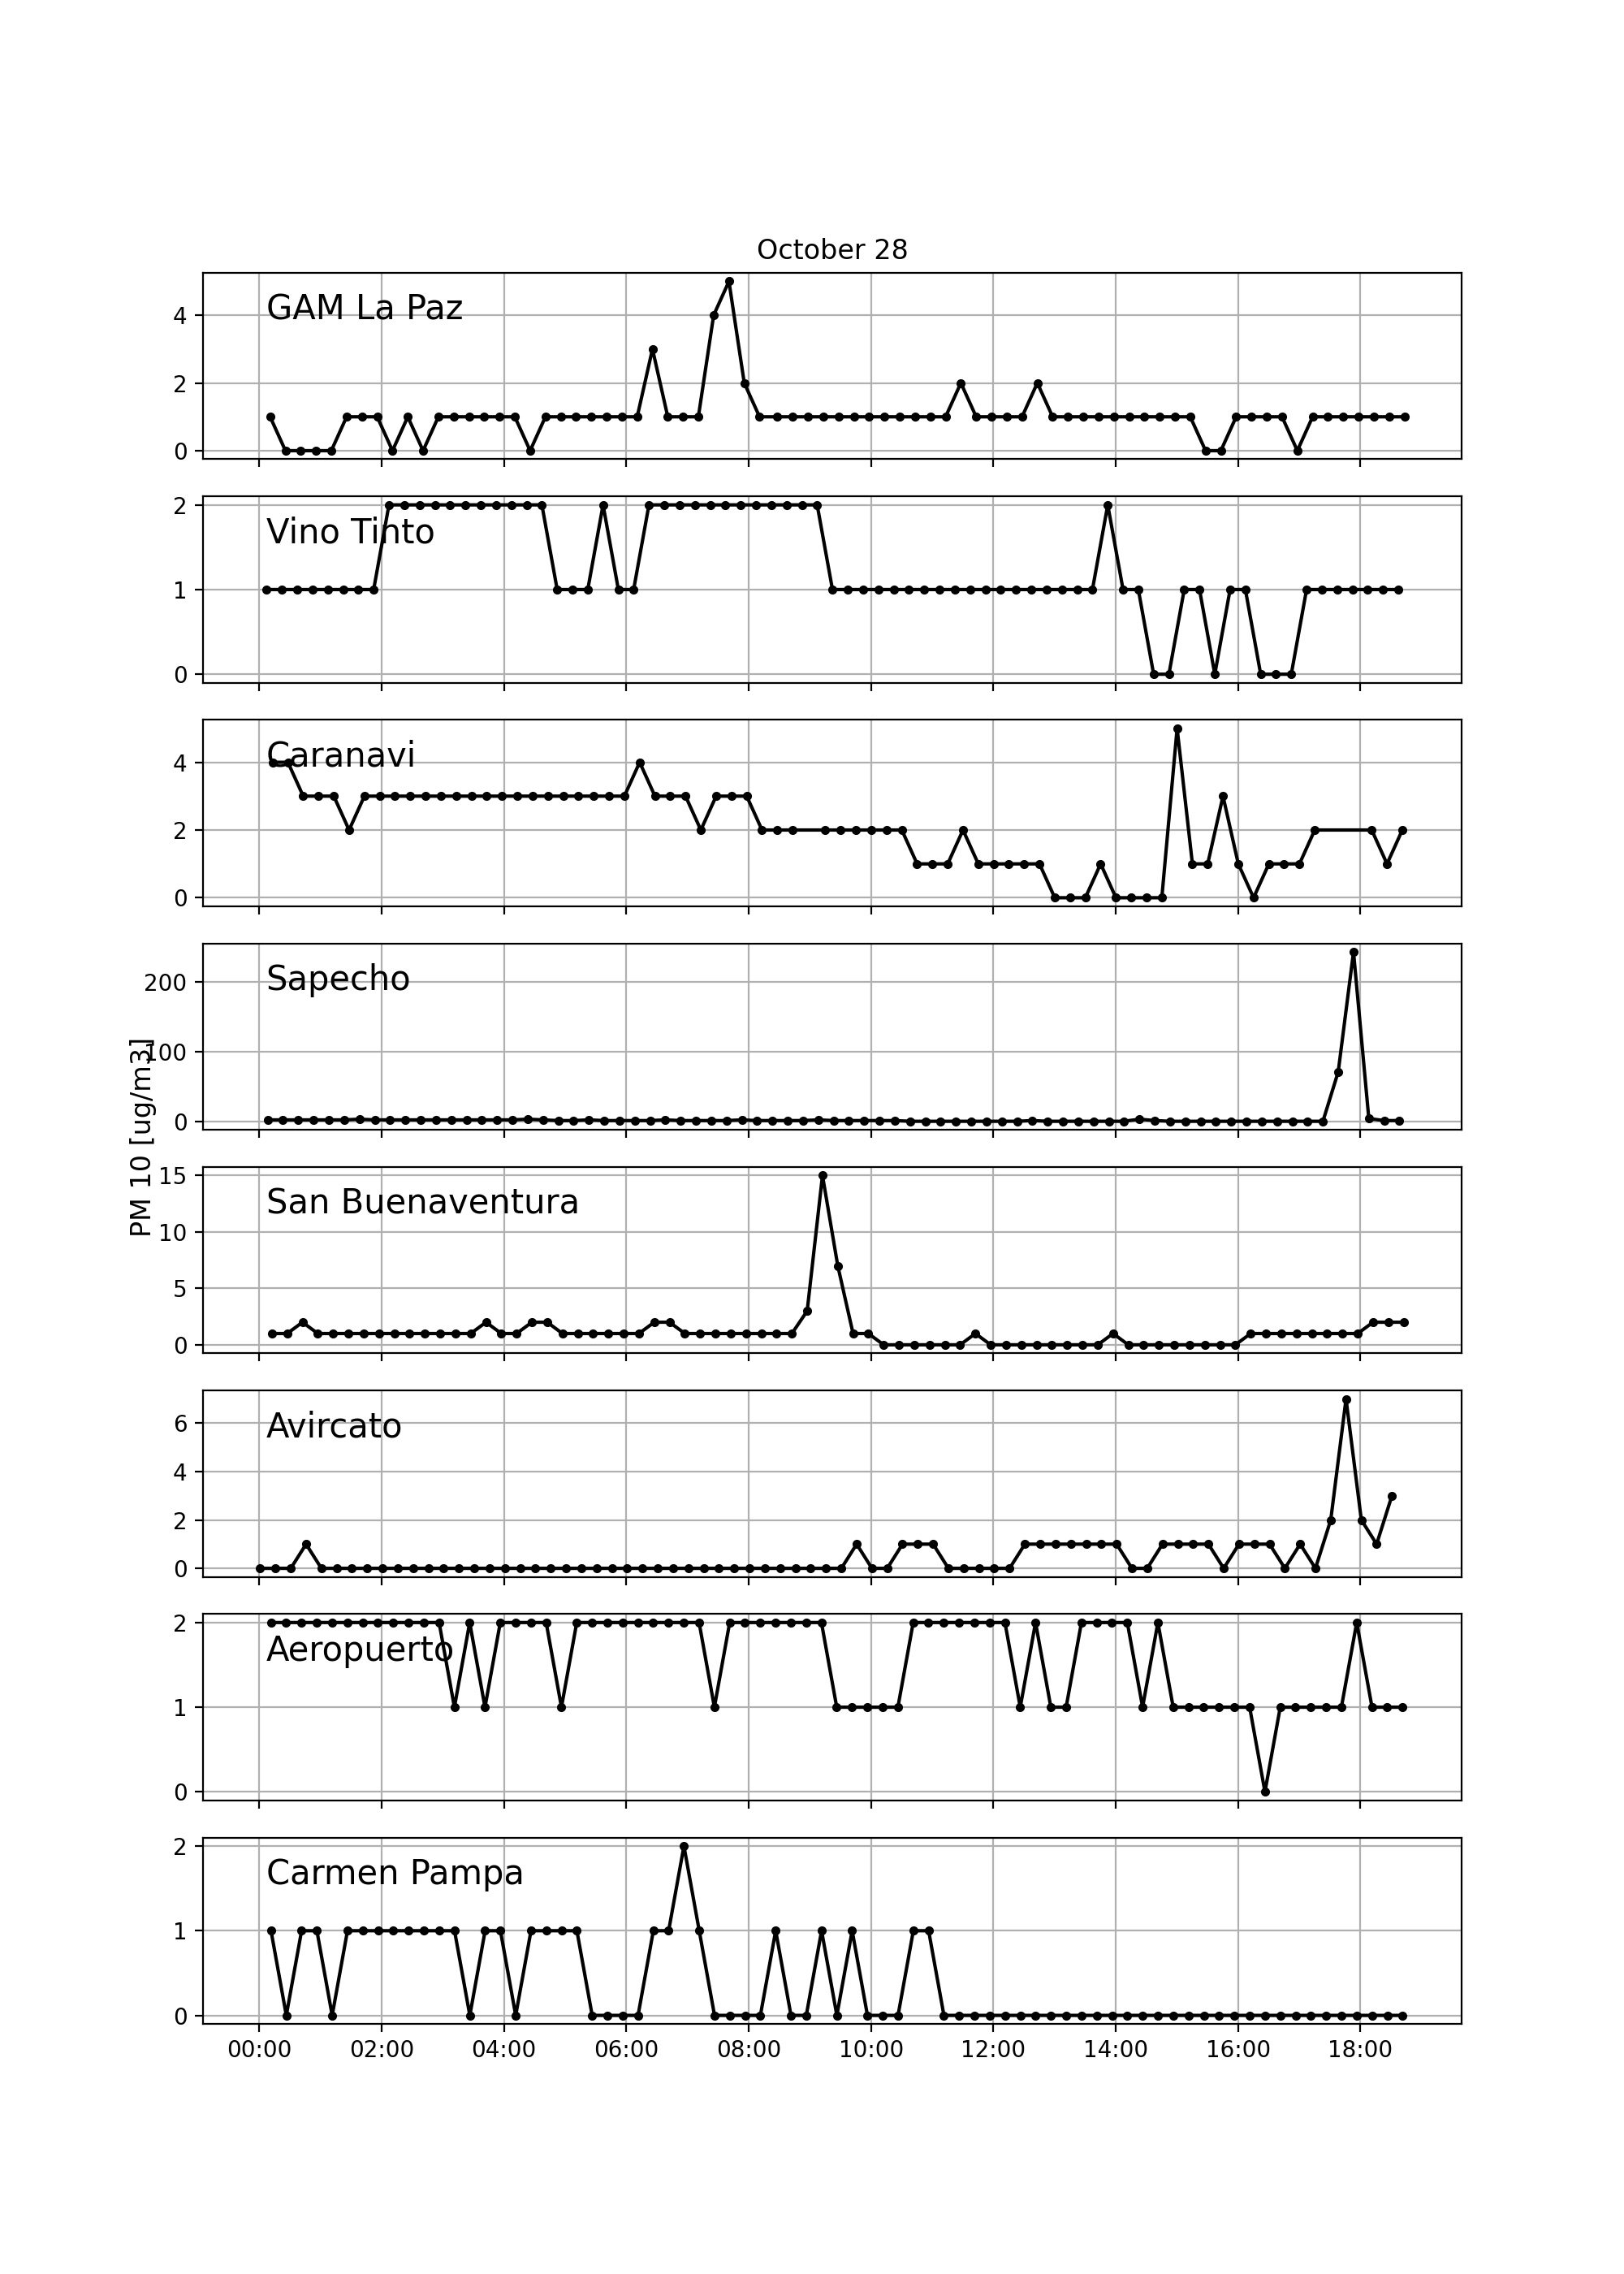 October 28
GAM La Paz
4
2
0
Vino Tinto
2
1
0
Caranavi
4
2
0
Sapecho
200
100
0
PM 10 [ug/m3]
San Buenaventura
15
10
5
0
Avircato
6
4
2
0
Aeropuerto
2
1
0
Carmen Pampa
2
1
0
00:00 02:00 04:00 06:00 08:00 10:00 12:00 14:00 16:00 18:00